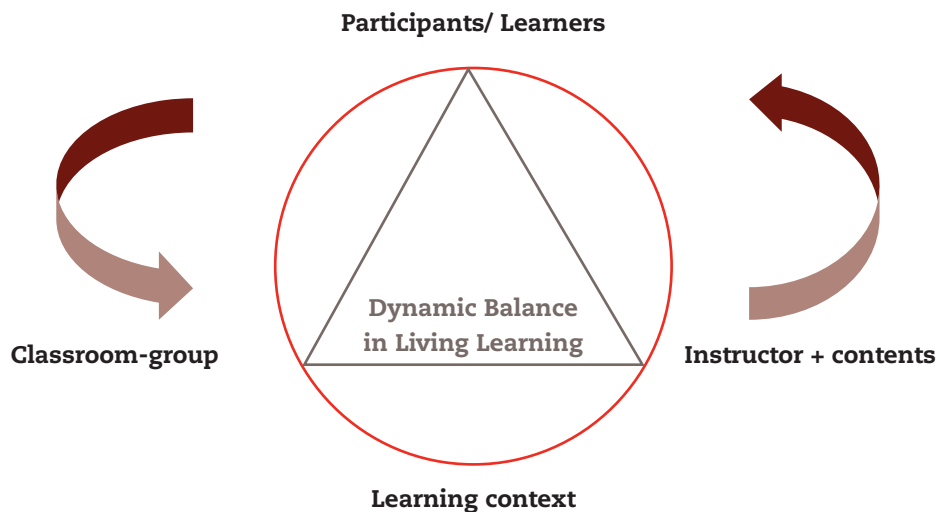 Participants/ Learners
Dynamic Balance
in Living Learning
Classroom-group
Instructor + contents
Learning context